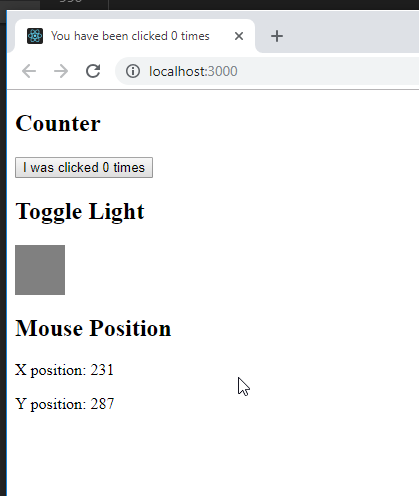 You have been clicked 0 times
localhost:3000
Counter
I was clicked 0 times
Toggle Light
Mouse Position
X position: 231
Y position: 287